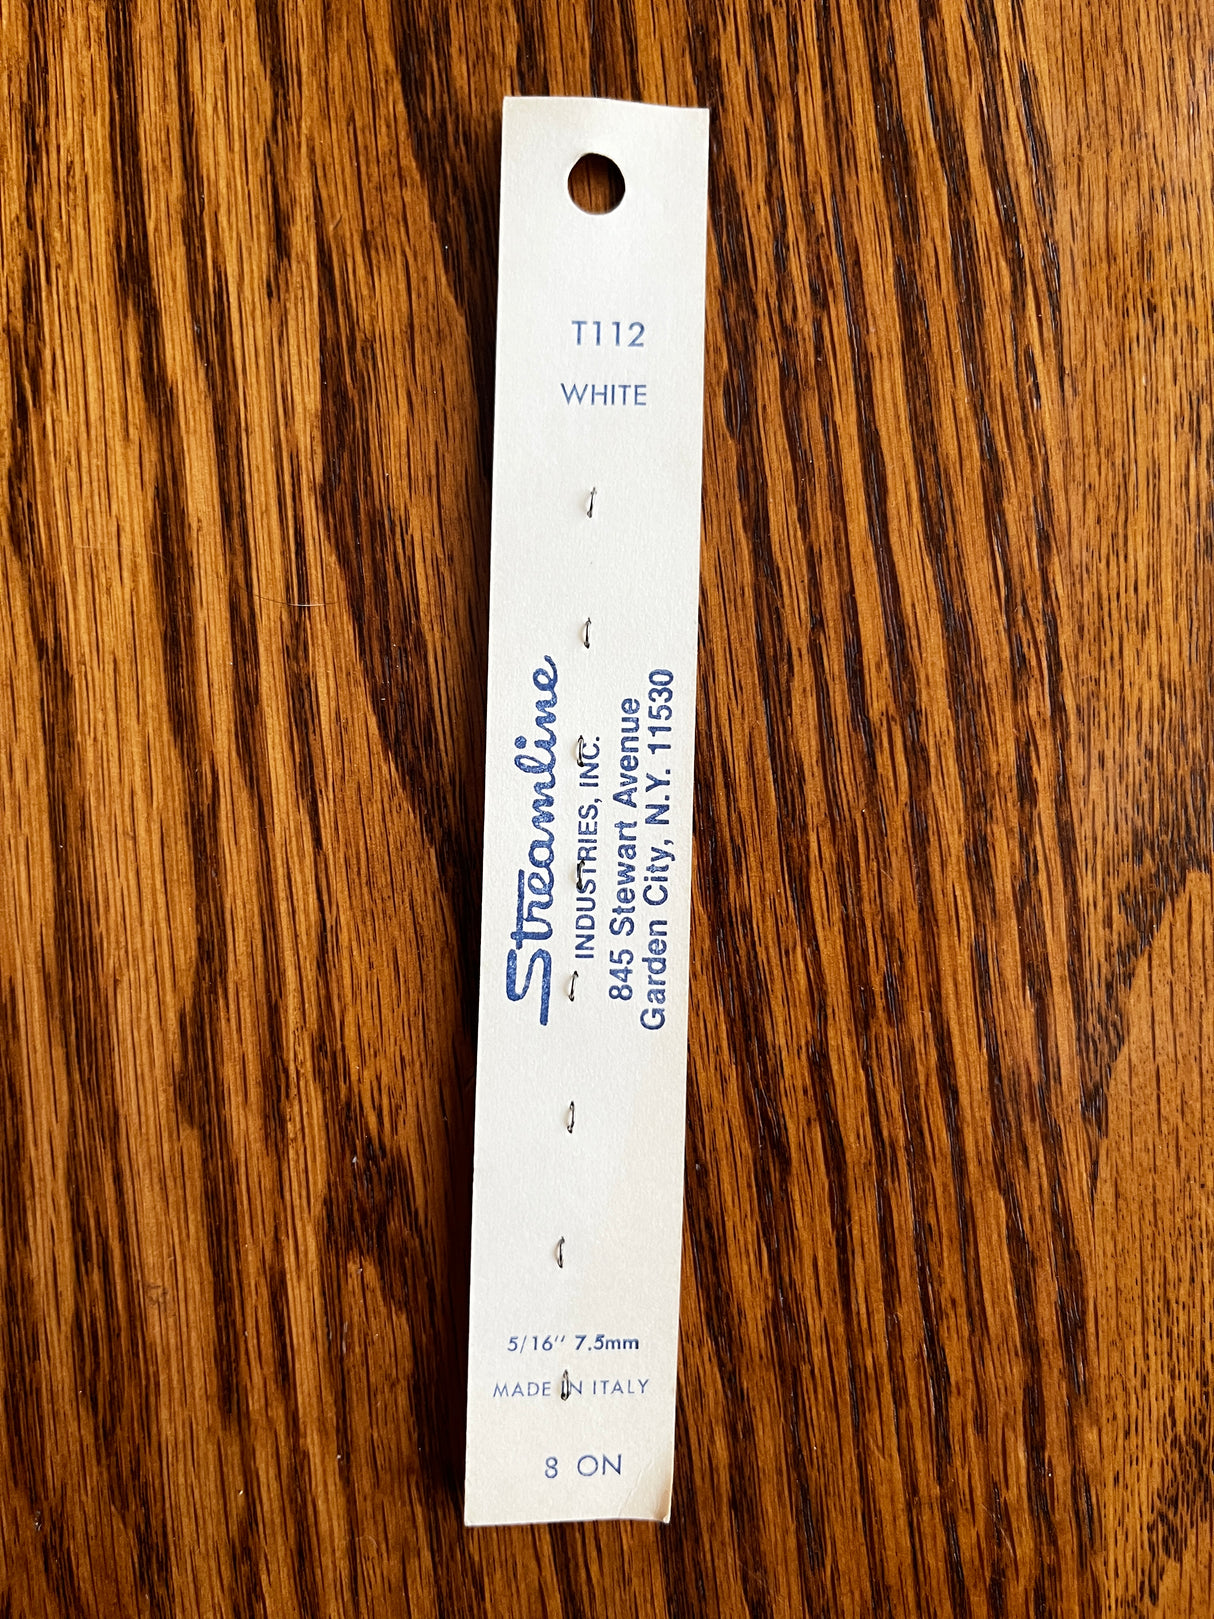 T112
WHITE
Streamline
INDUSTRIES, INC.
845 Stewart Avenue
Garden City, N.Y. 11530
5/16" 7.5mm
MADE IN ITALY
8 ON